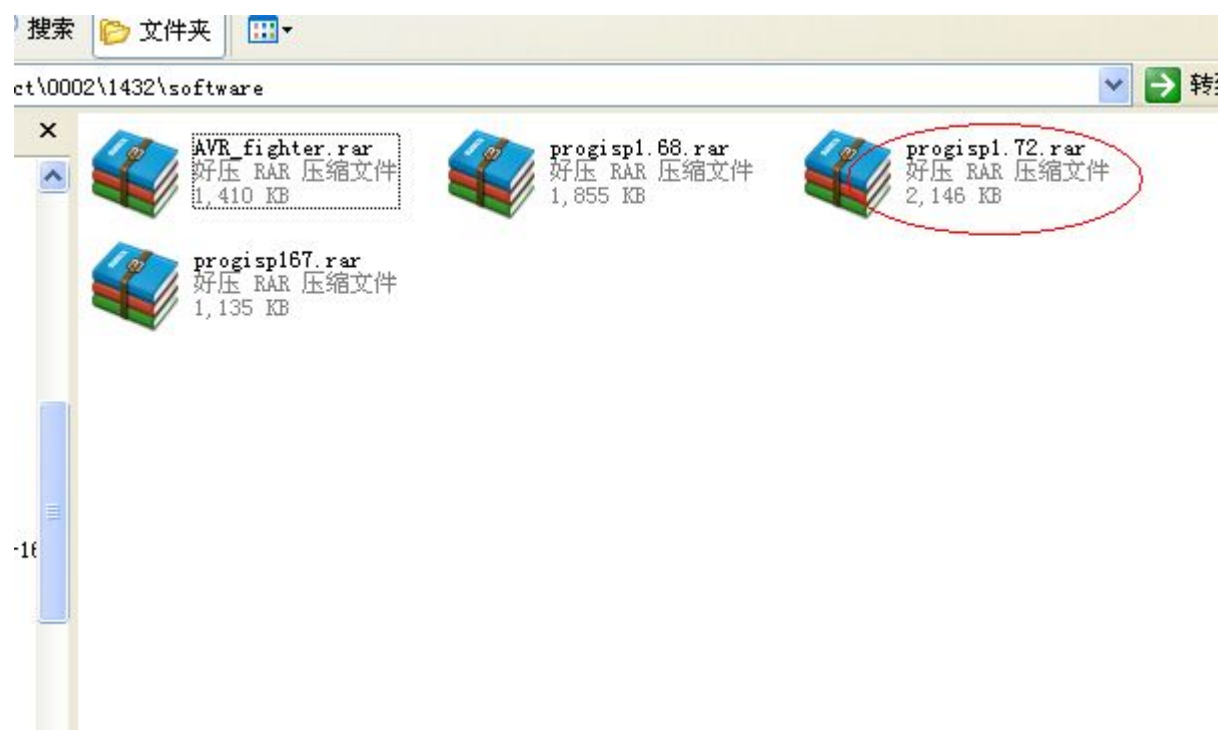 搜索 文件夹
ct\0002\1432\software
AVR_fighter.rar
好压 RAR 压缩文件
1,410 KB
progisp1.68.rar
好压 RAR 压缩文件
1,855 KB
progisp1.72.rar
好压 RAR 压缩文件
2,146 KB
progisp167.rar
好压 RAR 压缩文件
1,135 KB